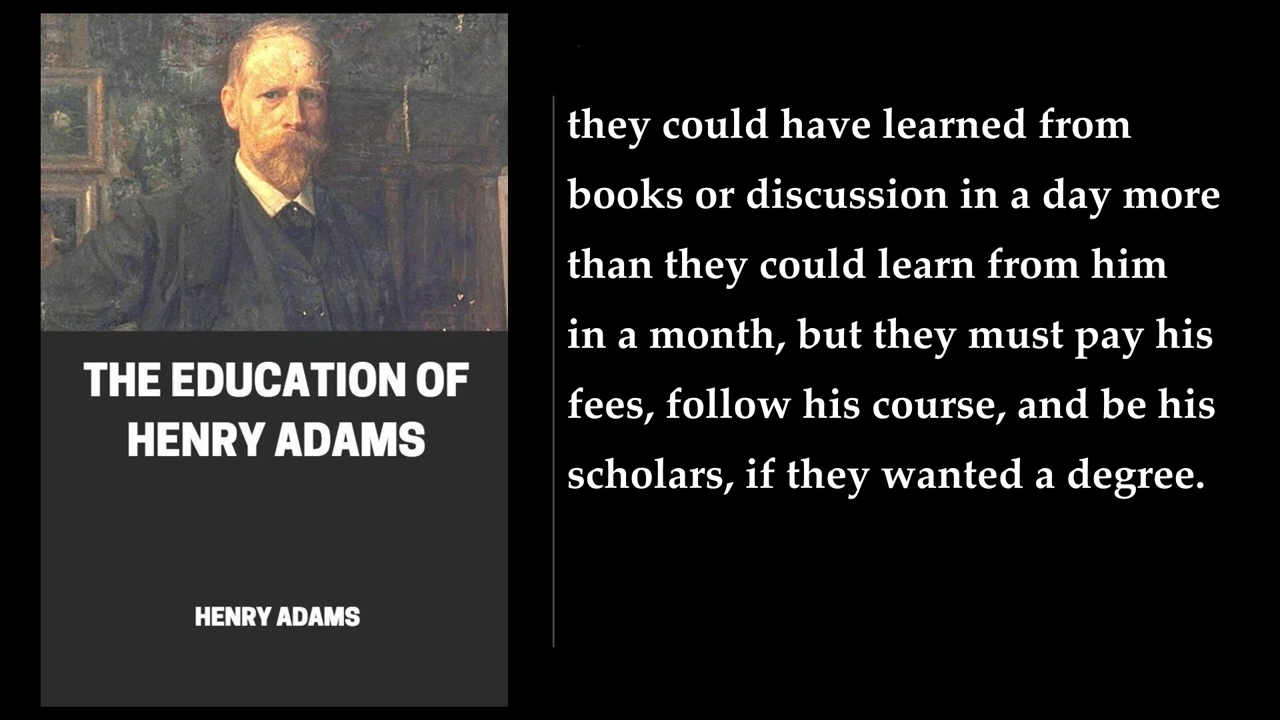 THE EDUCATION OF
HENRY ADAMS
HENRY ADAMS
they could have learned from
books or discussion in a day more
than they could learn from him
in a month, but they must pay his
fees, follow his course, and be his
scholars, if they wanted a degree.